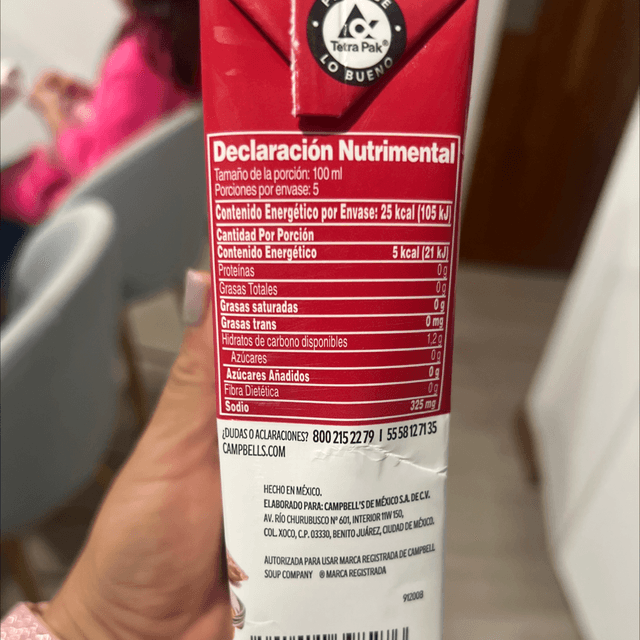 Tetra Pak®
LO BUENO
Declaración Nutrimental
Tamaño de la porción: 100 ml
Porciones por envase: 5
Contenido Energético por Envase: 25 kcal (105 kJ)
Cantidad Por Porción
Contenido Energético 5 kcal (21 kJ)
Proteínas 0 g
Grasas Totales 0 g
Grasas saturadas 0 g
Grasas trans 0 mg
Hidratos de carbono disponibles 1,2 g
Azúcares 0 g
Azúcares Añadidos 0 g
Fibra Dietética 0 g
Sodio 325 mg
¿DUDAS O ACLARACIONES? 800 215 22 79 | 55 58 12 71 35
CAMPBELLS.COM
HECHO EN MÉXICO.
ELABORADO PARA: CAMPBELL'S DE MÉXICO S.A. DE C.V.
AV. RÍO CHURUBUSCO Nº 601, INTERIOR 11W 150,
COL. XOCO, C.P. 03330, BENITO JUÁREZ, CIUDAD DE MÉXICO.
AUTORIZADA PARA USAR MARCA REGISTRADA DE CAMPBELL
SOUP COMPANY ® MARCA REGISTRADA
912008